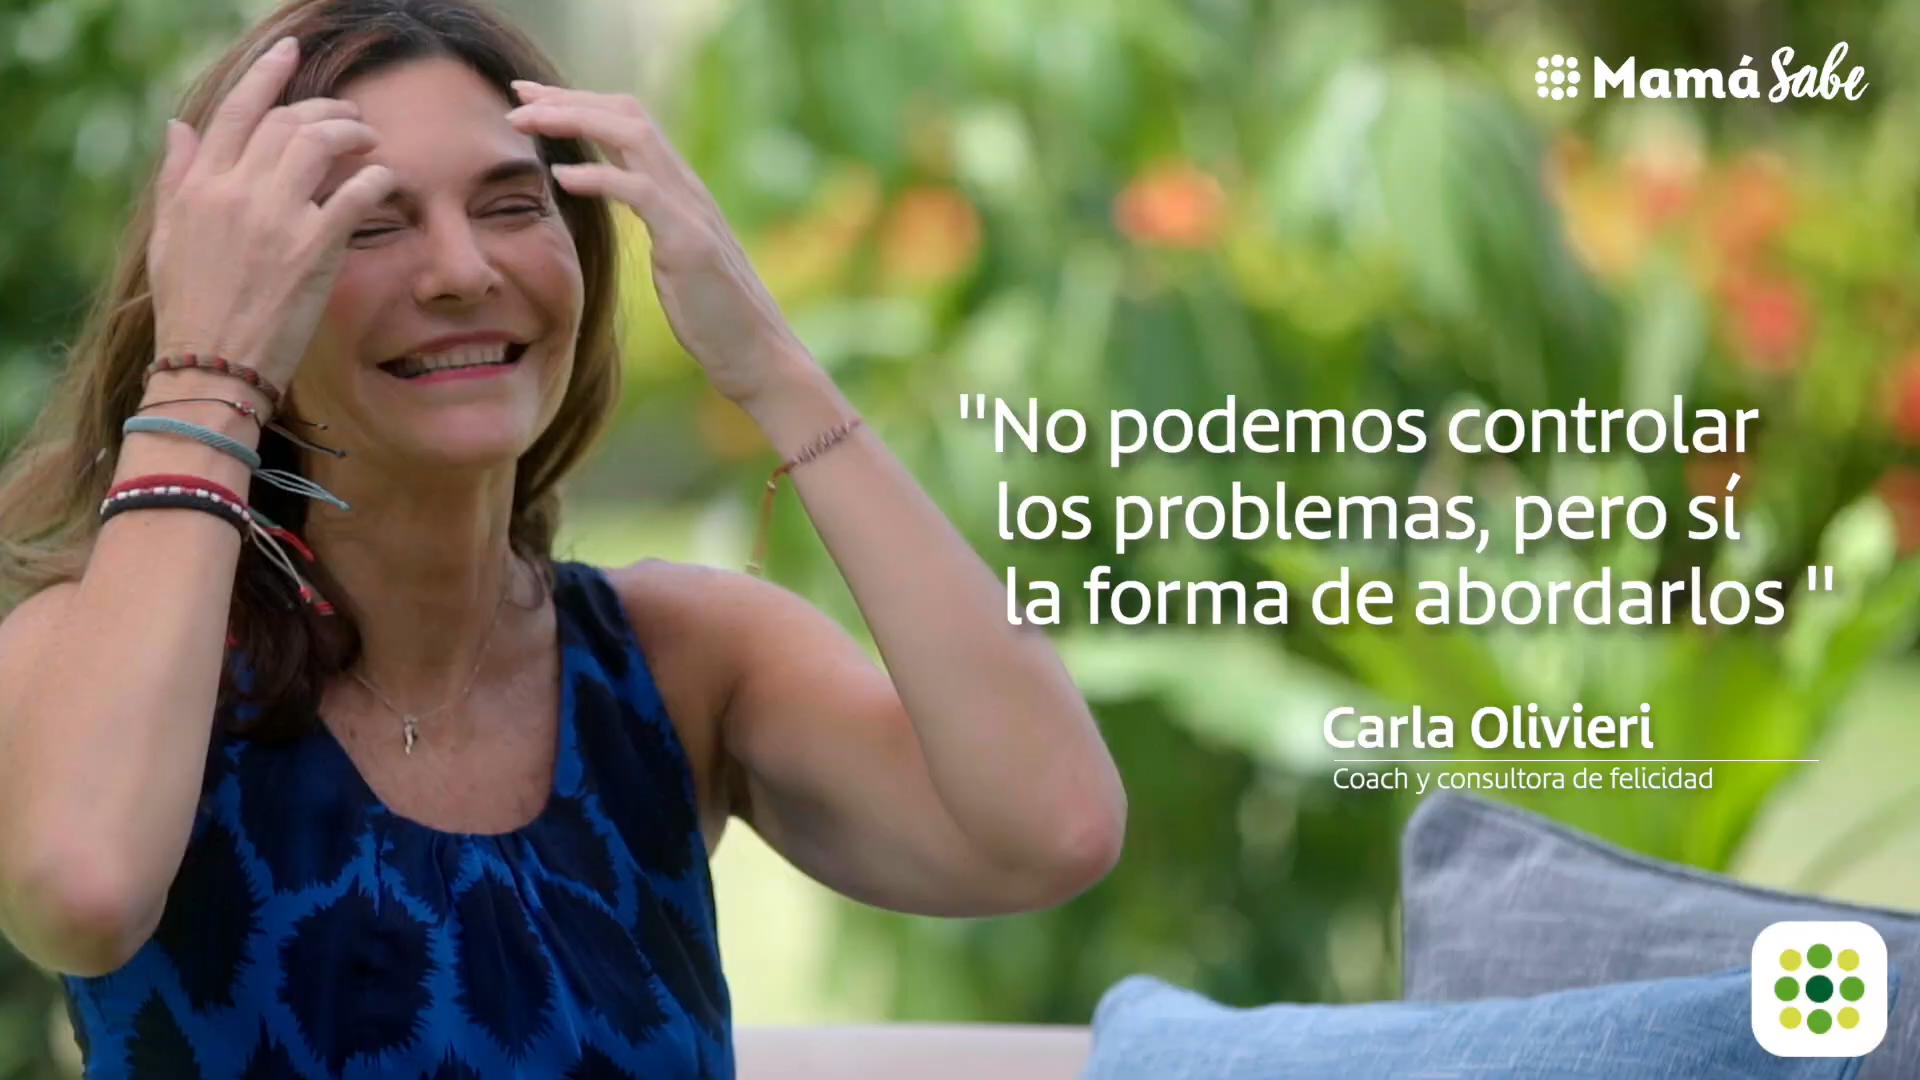 Mamá Sabe
"No podemos controlar
los problemas, pero sí
la forma de abordarlos "
Carla Olivieri
Coach y consultora de felicidad